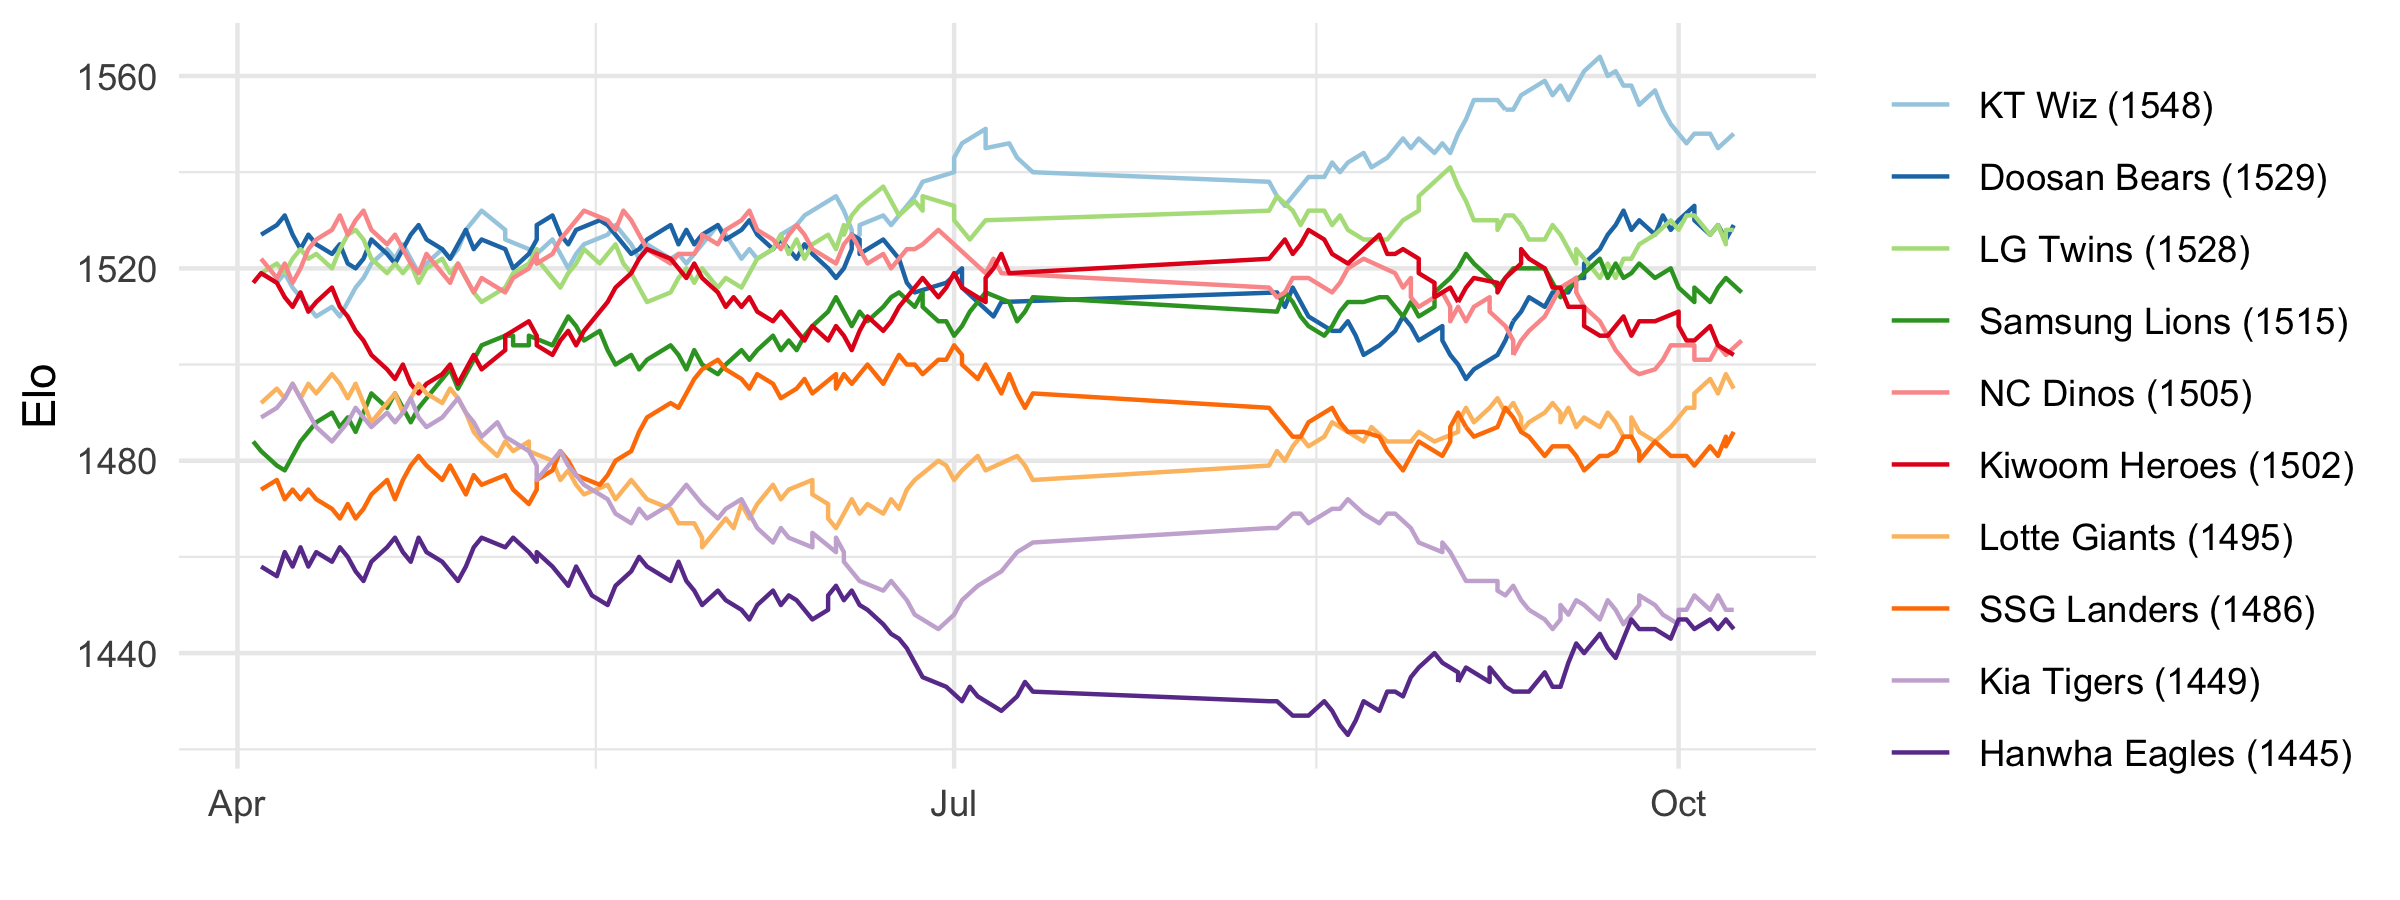 Elo
1560
1520
1480
1440
Apr
Jul
Oct
KT Wiz (1548)
Doosan Bears (1529)
LG Twins (1528)
Samsung Lions (1515)
NC Dinos (1505)
Kiwoom Heroes (1502)
Lotte Giants (1495)
SSG Landers (1486)
Kia Tigers (1449)
Hanwha Eagles (1445)